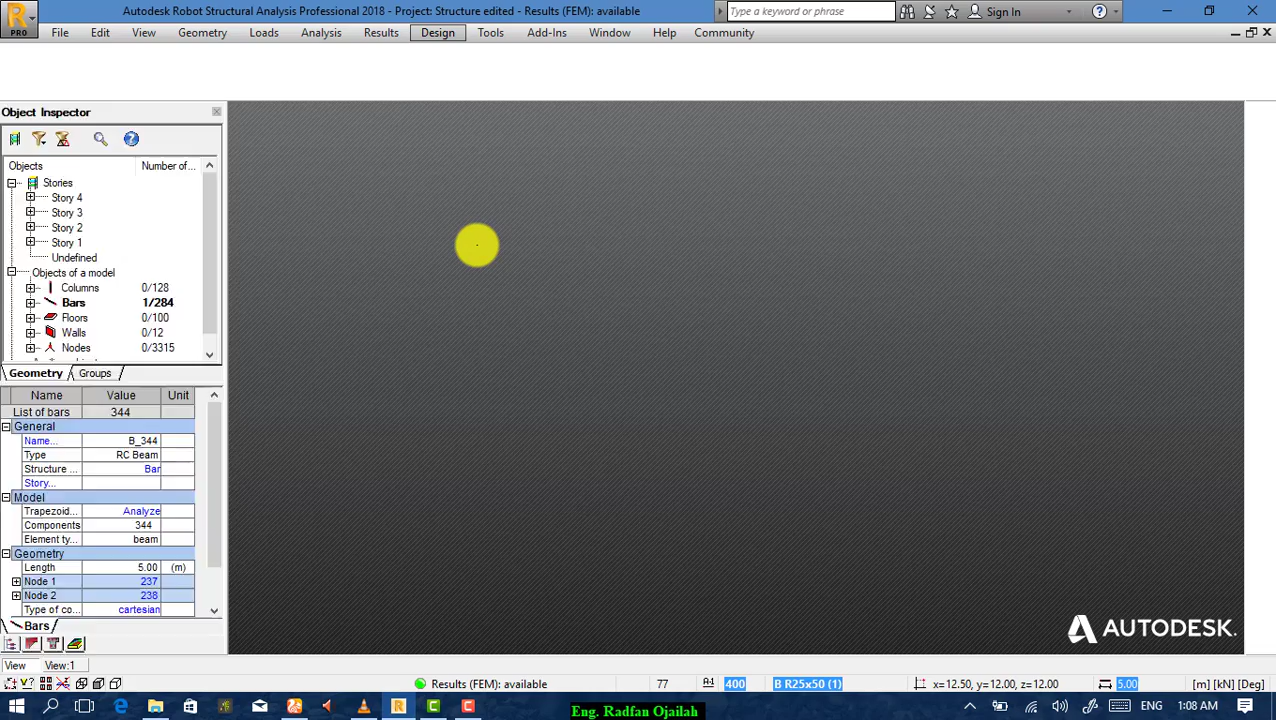 Autodesk Robot Structural Analysis Professional 2018 - Project: Structure edited - Results (FEM): available
Type a keyword or phrase
Sign In
PRO
File Edit View Geometry Loads Analysis Results Design Tools Add-Ins Window Help Community
Object Inspector
Objects Number of...
Stories
Story 4
Story 3
Story 2
Story 1
Undefined
Objects of a model
Columns 0/128
Bars 1/284
Floors 0/100
Walls 0/12
Nodes 0/3315
Geometry Groups
Name Value Unit
List of bars 344
General
Name... B_344
Type RC Beam
Structure ... Bar
Story...
Model
Trapezoid... Analyze
Components 344
Element ty... beam
Geometry
Length 5.00 (m)
Node 1 237
Node 2 238
Type of co... cartesian
Bars
AUTODESK.
View View:1
Results (FEM): available 77 400 B R25x50 (1) x=12.50, y=12.00, z=12.00 5.00 [m] [kN] [Deg]
Eng. Radfan Ojailah
ENG 1:08 AM